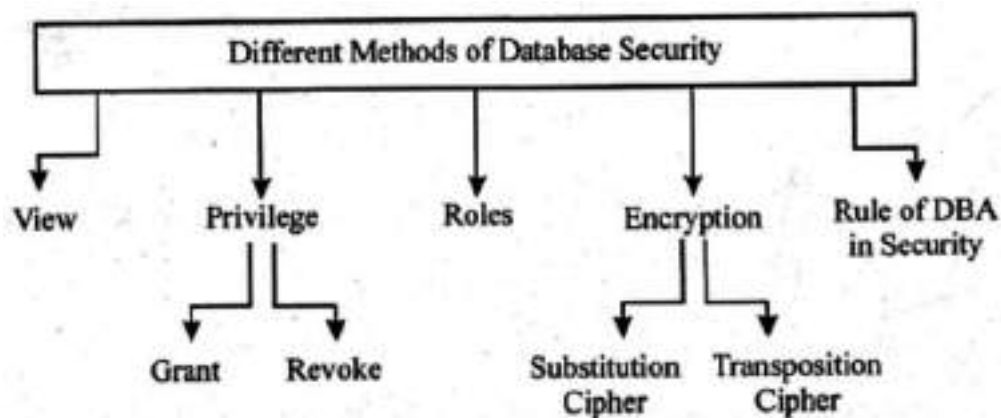 Different Methods of Database Security
View
Privilege
Roles
Encryption
Rule of DBA
in Security
Grant
Revoke
Substitution
Cipher
Transposition
Cipher